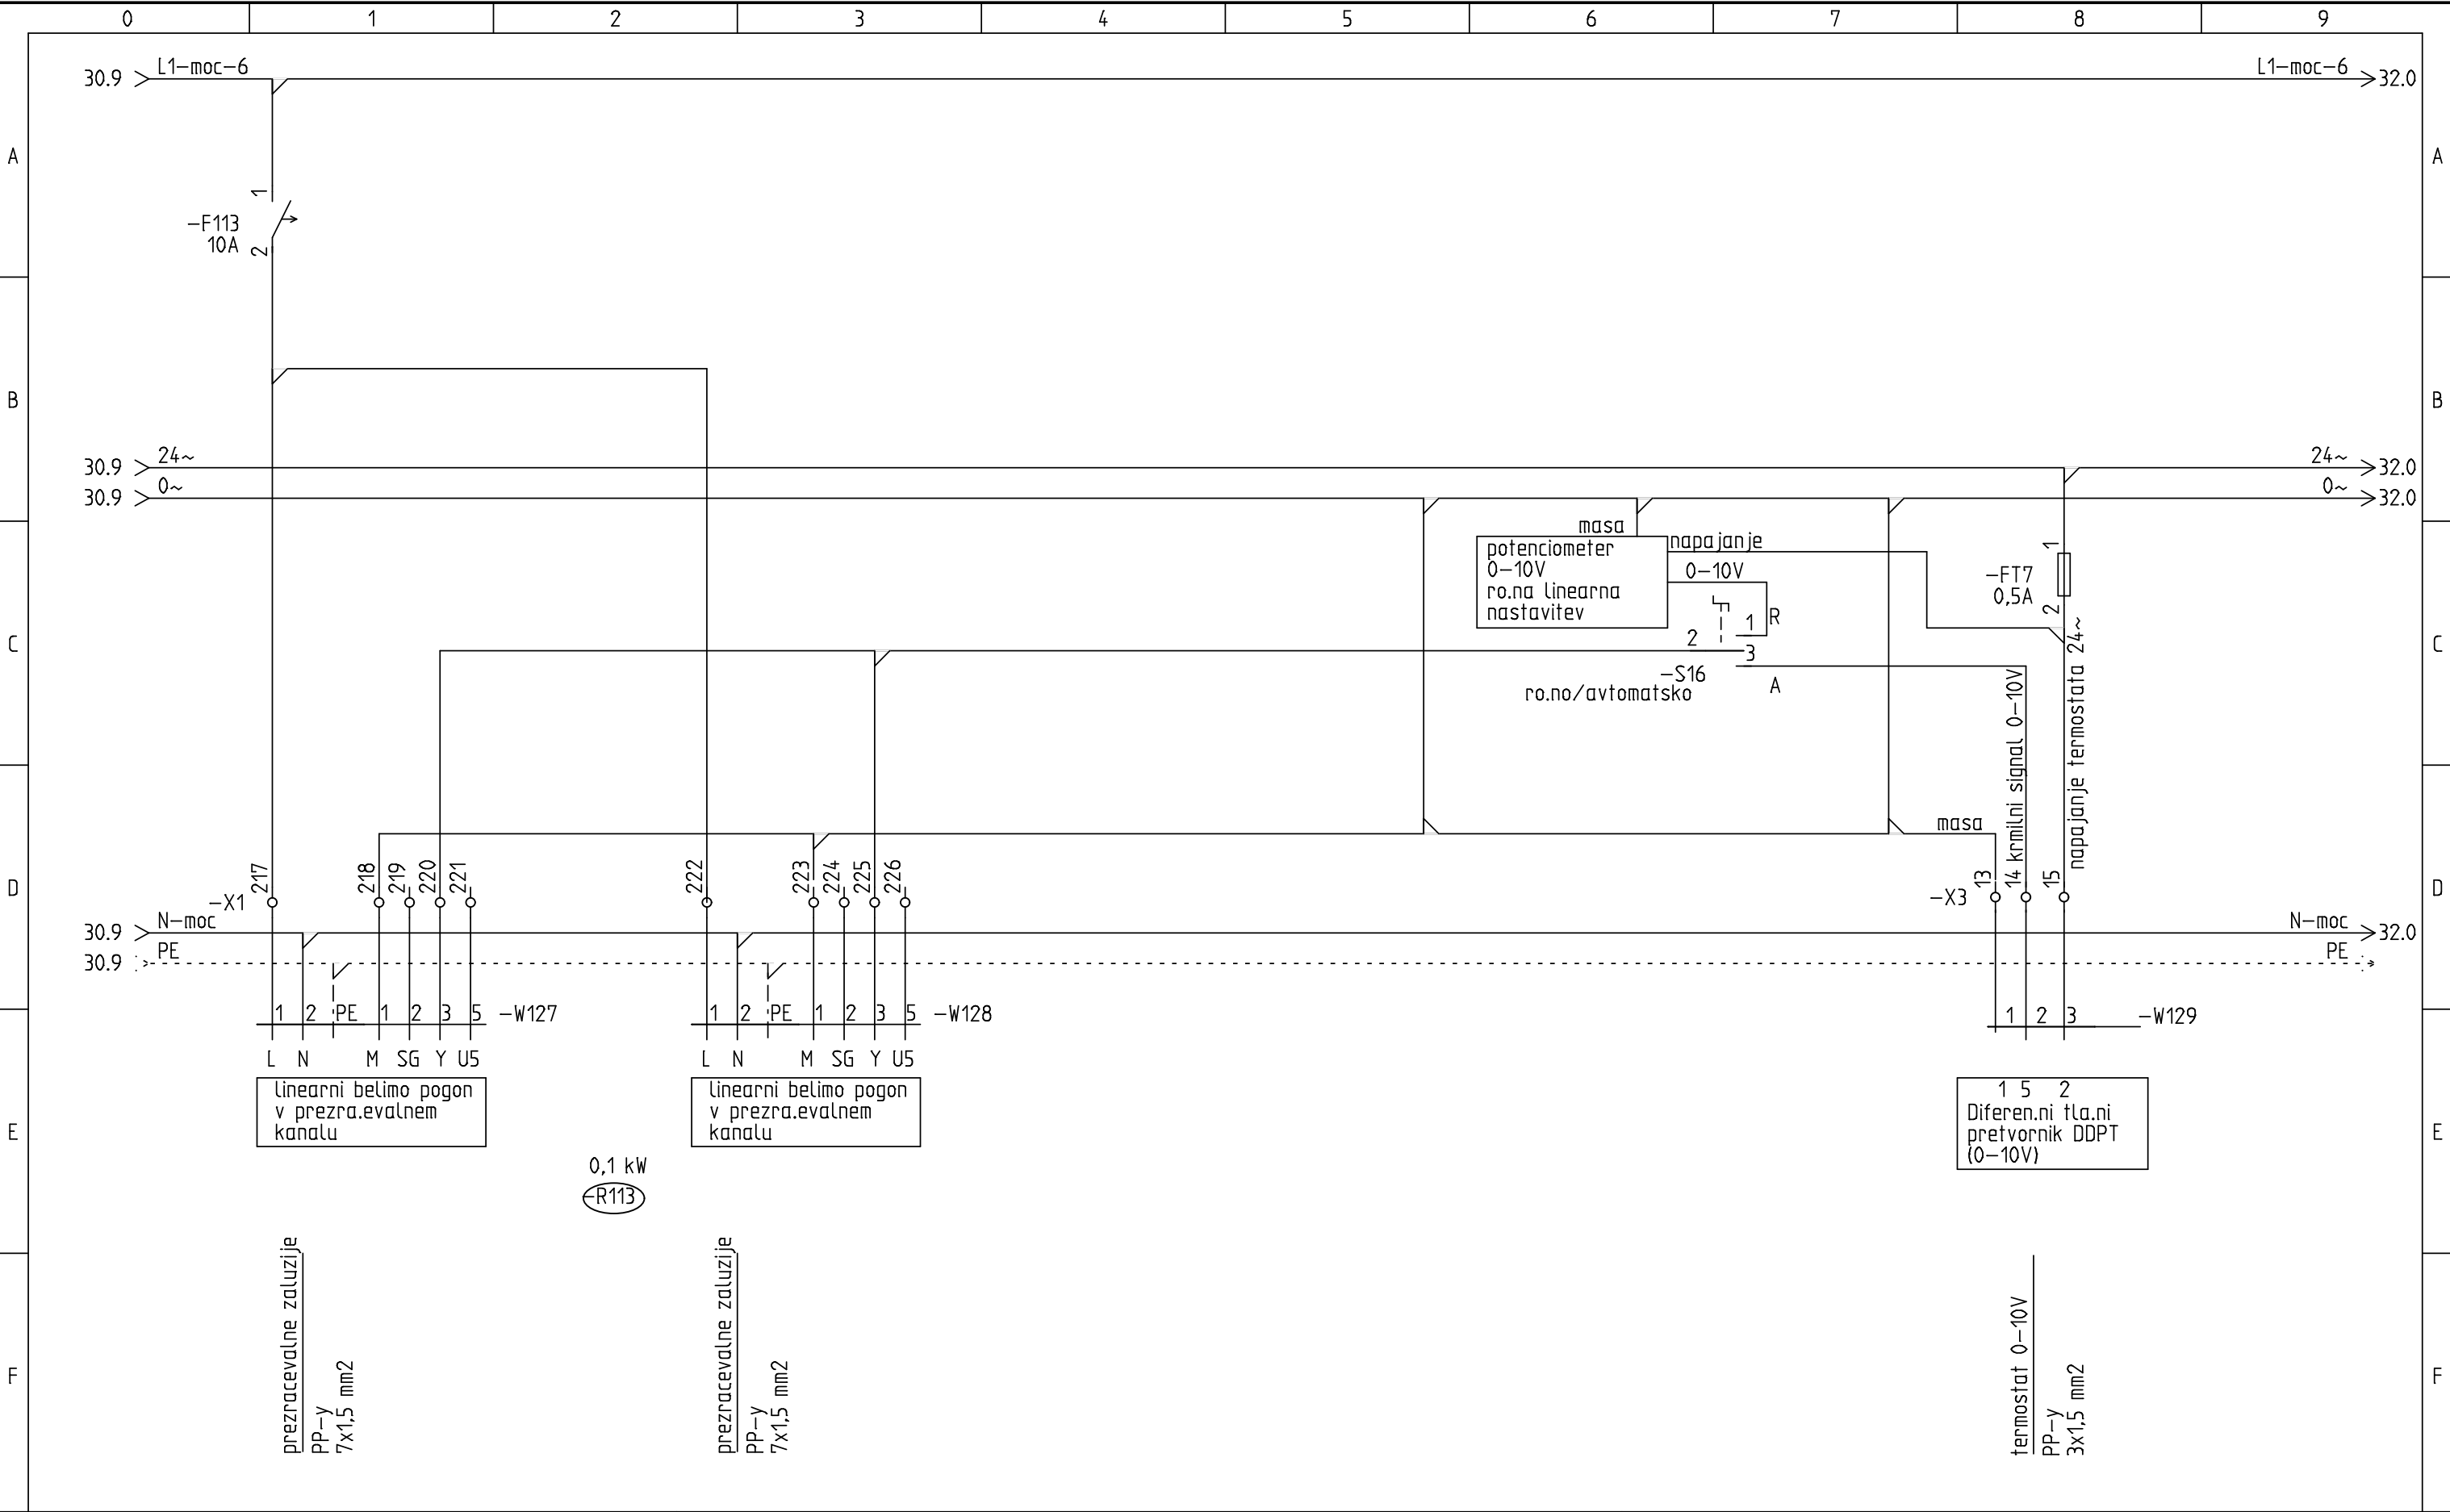 0 1 2 3 4 5 6 7 8 9
30.9 L1-moc-6 L1-moc-6 32.0
A A
1
-F113
10A
2
B B
30.9 24~ 24~ 32.0
30.9 0~ 0~ 32.0
masa
potenciometer
0-10V
ro.na linearna
nastavitev
napajanje
0-10V
1 R
2
3
-S16
ro.no/avtomatsko
A
1
-FT7
0,5A
2
C C
krmilni signal 0-10V
napajanje termostata 24~
masa
D D
-X1 217 218 219 220 221 222 223 224 225 226
-X3 13 14 15
30.9 N-moc N-moc 32.0
30.9 PE PE
1 2 PE 1 2 3 5 -W127
1 2 PE 1 2 3 5 -W128
1 2 3 -W129
L N M SG Y U5
L N M SG Y U5
linearni belimo pogon
v prezra.evalnem
kanalu
linearni belimo pogon
v prezra.evalnem
kanalu
1 5 2
Diferen.ni tla.ni
pretvornik DDPT
(0-10V)
E E
0,1 kW
-R113
prezracevalne zaluzije
PP-y
7x1,5 mm2
prezracevalne zaluzije
PP-y
7x1,5 mm2
termostat 0-10V
PP-y
3x1,5 mm2
F F